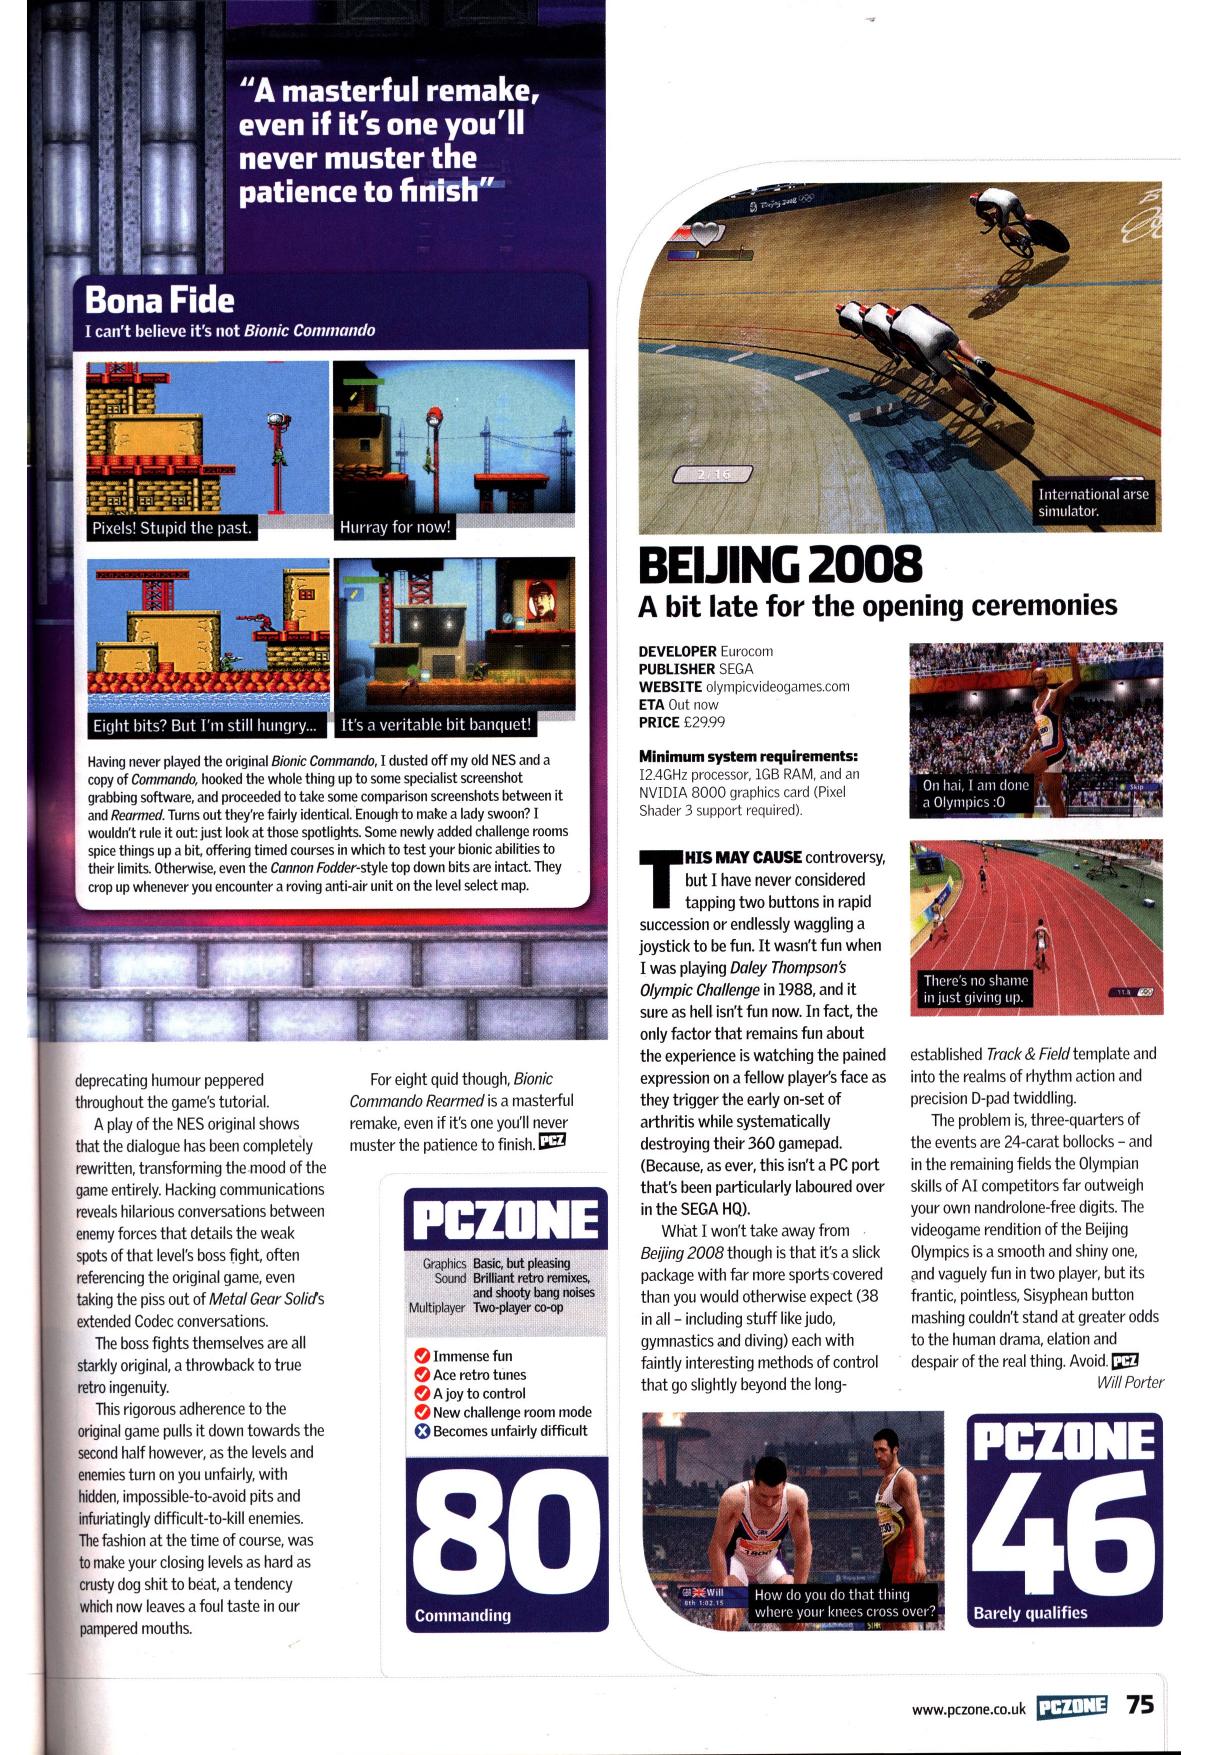 “A masterful remake,
even if it’s one you’ll
never muster the
patience to finish”
Bona Fide
I can’t believe it’s not Bionic Commando
Pixels! Stupid the past.
Hurray for now!
Eight bits? But I’m still hungry...
It’s a veritable bit banquet!
Having never played the original Bionic Commando, I dusted off my old NES and a
copy of Commando, hooked the whole thing up to some specialist screenshot
grabbing software, and proceeded to take some comparison screenshots between it
and Rearmed. Turns out they’re fairly identical. Enough to make a lady swoon? I
wouldn’t rule it out: just look at those spotlights. Some newly added challenge rooms
spice things up a bit, offering timed courses in which to test your bionic abilities to
their limits. Otherwise, even the Cannon Fodder-style top down bits are intact. They
crop up whenever you encounter a roving anti-air unit on the level select map.
deprecating humour peppered
throughout the game’s tutorial.
A play of the NES original shows
that the dialogue has been completely
rewritten, transforming the mood of the
game entirely. Hacking communications
reveals hilarious conversations between
enemy forces that details the weak
spots of that level’s boss fight, often
referencing the original game, even
taking the piss out of Metal Gear Solid’s
extended Codec conversations.
The boss fights themselves are all
starkly original, a throwback to true
retro ingenuity.
This rigorous adherence to the
original game pulls it down towards the
second half however, as the levels and
enemies turn on you unfairly, with
hidden, impossible-to-avoid pits and
infuriatingly difficult-to-kill enemies.
The fashion at the time of course, was
to make your closing levels as hard as
crusty dog shit to beat, a tendency
which now leaves a foul taste in our
pampered mouths.
For eight quid though, Bionic
Commando Rearmed is a masterful
remake, even if it’s one you’ll never
muster the patience to finish. PCZ
PCZONE
Graphics Basic, but pleasing
Sound Brilliant retro remixes,
and shooty bang noises
Multiplayer Two-player co-op
Immense fun
Ace retro tunes
A joy to control
New challenge room mode
Becomes unfairly difficult
80
Commanding
Beijing 2008
2/16
International arse
simulator.
BEIJING 2008
A bit late for the opening ceremonies
DEVELOPER Eurocom
PUBLISHER SEGA
WEBSITE olympicvideogames.com
ETA Out now
PRICE £29.99
Minimum system requirements:
I2.4GHz processor, 1GB RAM, and an
NVIDIA 8000 graphics card (Pixel
Shader 3 support required).
THIS MAY CAUSE controversy,
but I have never considered
tapping two buttons in rapid
succession or endlessly waggling a
joystick to be fun. It wasn’t fun when
I was playing Daley Thompson’s
Olympic Challenge in 1988, and it
sure as hell isn’t fun now. In fact, the
only factor that remains fun about
the experience is watching the pained
expression on a fellow player’s face as
they trigger the early on-set of
arthritis while systematically
destroying their 360 gamepad.
(Because, as ever, this isn’t a PC port
that’s been particularly laboured over
in the SEGA HQ).
What I won’t take away from
Beijing 2008 though is that it’s a slick
package with far more sports covered
than you would otherwise expect (38
in all – including stuff like judo,
gymnastics and diving) each with
faintly interesting methods of control
that go slightly beyond the long-
Skip
On hai, I am done
a Olympics :O
There’s no shame
in just giving up.
11.8
established Track & Field template and
into the realms of rhythm action and
precision D-pad twiddling.
The problem is, three-quarters of
the events are 24-carat bollocks – and
in the remaining fields the Olympian
skills of AI competitors far outweigh
your own nandrolone-free digits. The
videogame rendition of the Beijing
Olympics is a smooth and shiny one,
and vaguely fun in two player, but its
frantic, pointless, Sisyphean button
mashing couldn’t stand at greater odds
to the human drama, elation and
despair of the real thing. Avoid. PCZ
Will Porter
GBR
Will
8th 1:02.15
How do you do that thing
where your knees cross over?
PCZONE
46
Barely qualifies
www.pczone.co.uk PCZONE 75